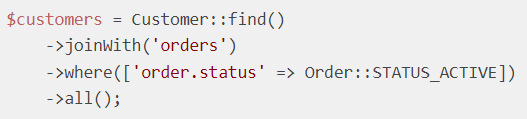 $customers = Customer::find()
    ->joinWith('orders')
    ->where(['order.status' => Order::STATUS_ACTIVE])
    ->all();